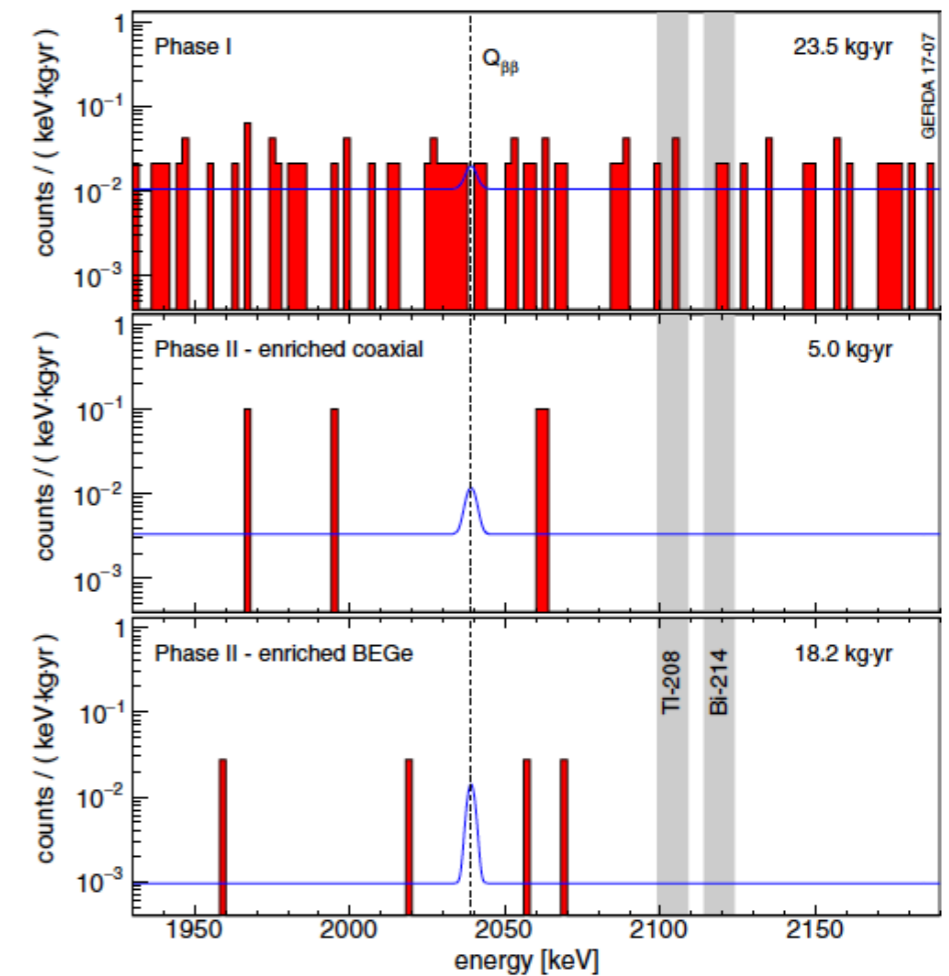 Phase I
Q_ββ
23.5 kg·yr
GERDA 17-07
counts / ( keV·kg·yr )
1
10⁻¹
10⁻²
10⁻³
Phase II - enriched coaxial
5.0 kg·yr
counts / ( keV·kg·yr )
1
10⁻¹
10⁻²
10⁻³
Phase II - enriched BEGe
18.2 kg·yr
Tl-208
Bi-214
counts / ( keV·kg·yr )
1
10⁻¹
10⁻²
10⁻³
1950 2000 2050 2100 2150
energy [keV]